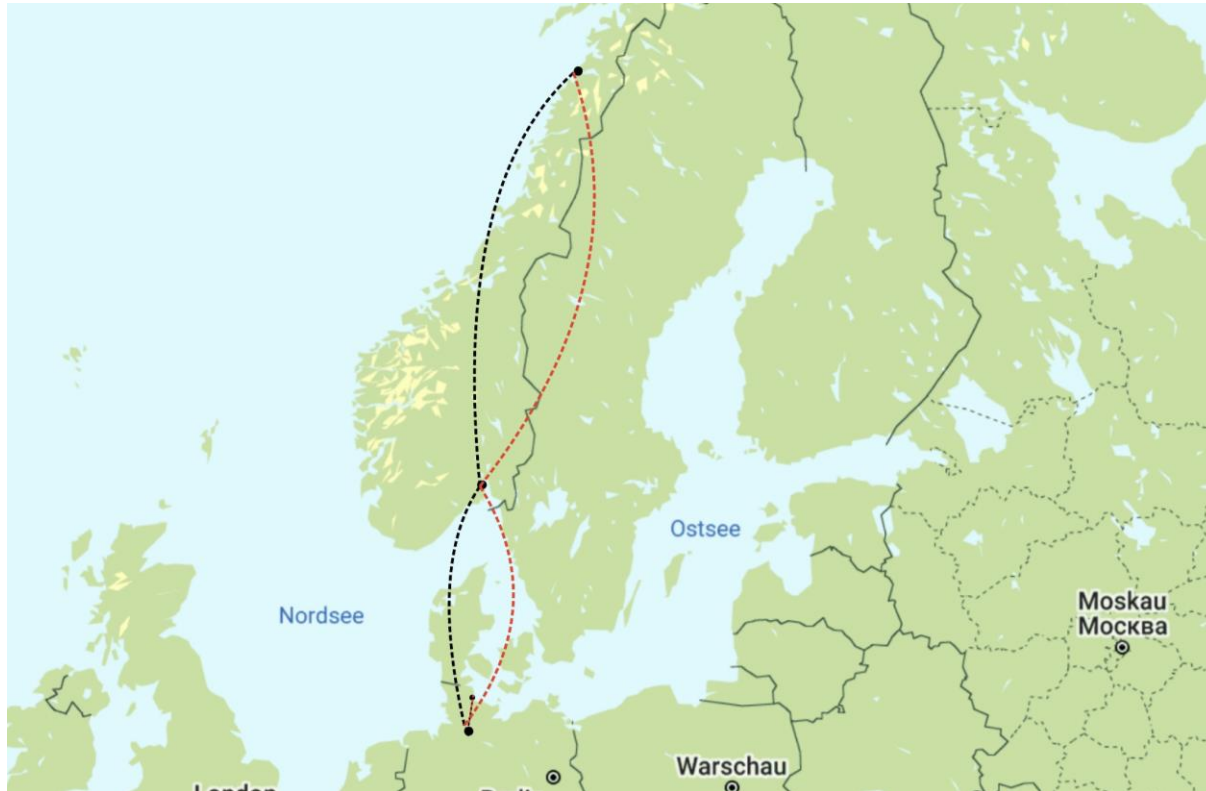 Ostsee
Nordsee
Moskau
Москва
Warschau